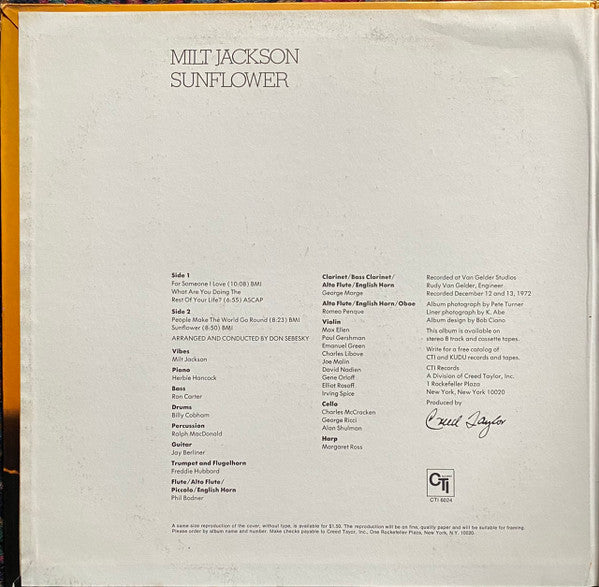 MILT JACKSON
SUNFLOWER
Side 1
For Someone I Love (10:08) BMI
What Are You Doing The
Rest Of Your Life? (6:55) ASCAP
Side 2
People Make The World Go Round (8:23) BMI
Sunflower (8:50) BMI
ARRANGED AND CONDUCTED BY DON SEBESKY
Vibes
Milt Jackson
Piano
Herbie Hancock
Bass
Ron Carter
Drums
Billy Cobham
Percussion
Ralph MacDonald
Guitar
Jay Berliner
Trumpet and Flugelhorn
Freddie Hubbard
Flute/Alto Flute/
Piccolo/English Horn
Phil Bodner
Clarinet/Bass Clarinet/
Alto Flute/English Horn
George Marge
Alto Flute/English Horn/Oboe
Romeo Penque
Violin
Max Ellen
Paul Gershman
Emanuel Green
Charles Libove
Joe Malin
David Nadien
Gene Orloff
Elliot Rosoff
Irving Spice
Cello
Charles McCracken
George Ricci
Alan Shulman
Harp
Margaret Ross
Recorded at Van Gelder Studios
Rudy Van Gelder, Engineer
Recorded December 12 and 13, 1972
Album photograph by Pete Turner
Liner photograph by K. Abe
Album design by Bob Ciano
This album is available on
stereo 8 track and cassette tapes.
Write for a free catalog of
CTI and KUDU records and tapes.
CTI Records
A Division of Creed Taylor, Inc.
1 Rockefeller Plaza
New York, New York 10020
Produced by
Creed Taylor
CTI
CTI 6024
A same size reproduction of the cover, without type, is available for $1.50. The reproduction will be on fine, quality paper and will be suitable for framing.
Please order by album name and number. Make checks payable to Creed Taylor, Inc., One Rockefeller Plaza, New York, N.Y. 10020.